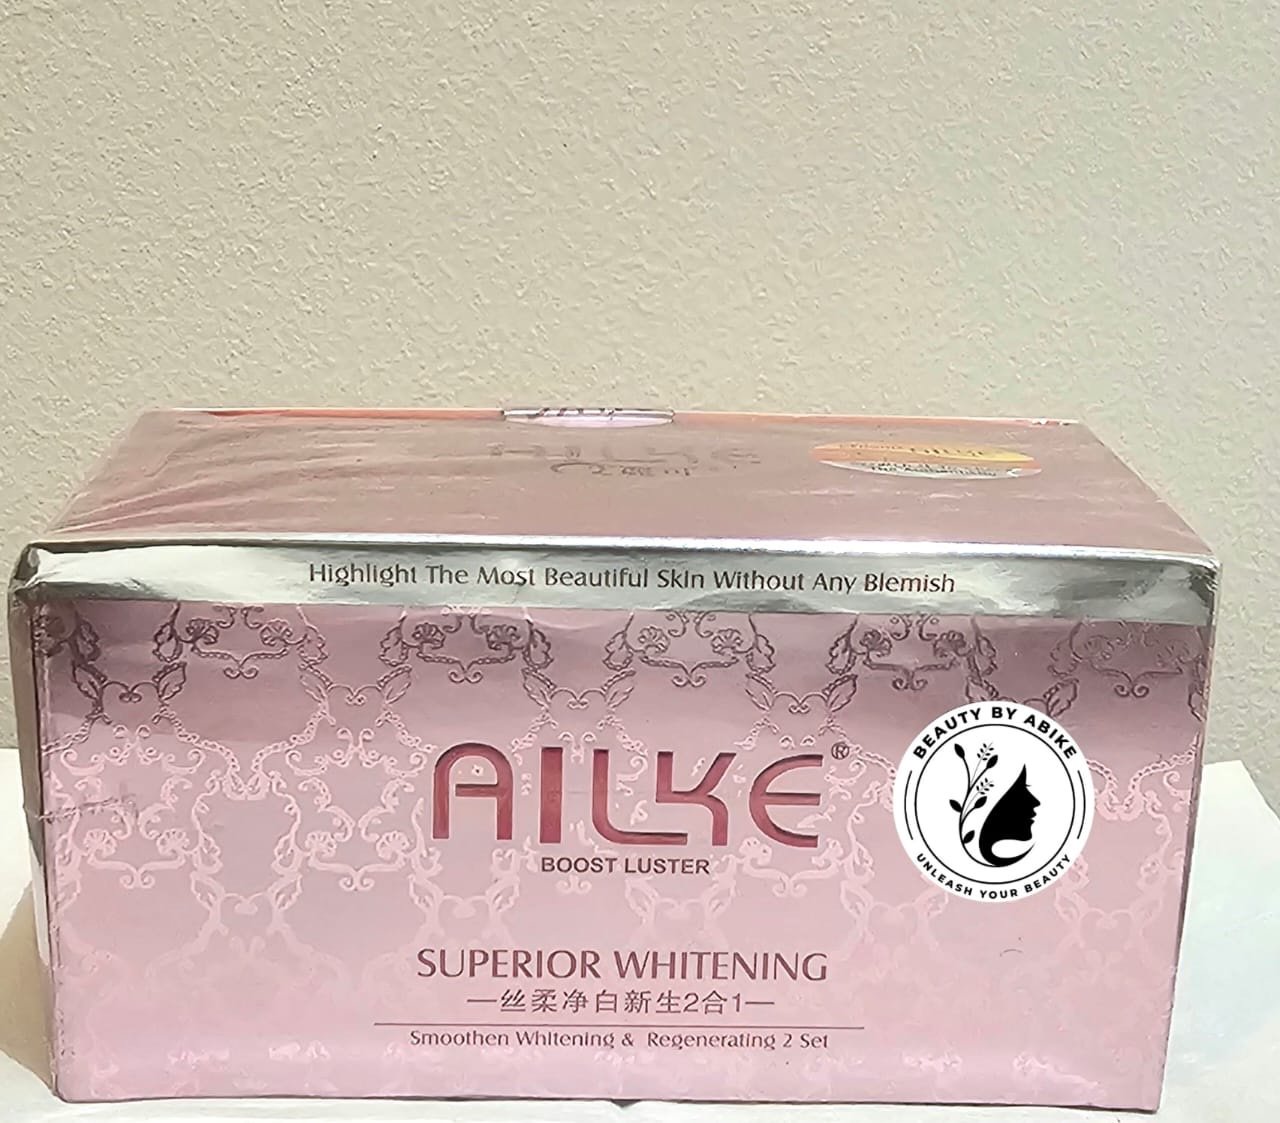 AILKE
Highlight The Most Beautiful Skin Without Any Blemish
AILKE®
BOOST LUSTER
BEAUTY BY ABIKE
UNLEASH YOUR BEAUTY
SUPERIOR WHITENING
—丝柔净白新生2合1—
Smoothen Whitening & Regenerating 2 Set